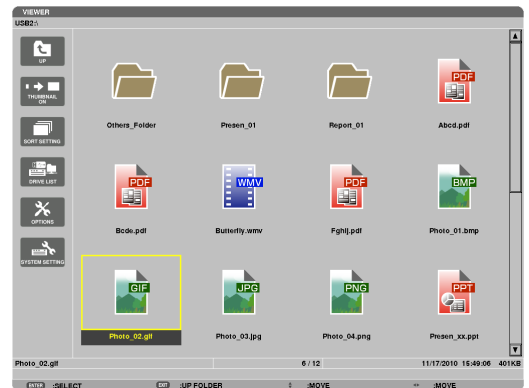 VIEWER
USB2:\
UP
THUMBNAIL
ON
SORT SETTING
DRIVE LIST
OPTIONS
SYSTEM SETTING
Others_Folder Presen_01 Report_01 PDF Abcd.pdf
PDF Bcde.pdf WMV Butterfly.wmv PDF Fghij.pdf BMP Photo_01.bmp
GIF Photo_02.gif JPG Photo_03.jpg PNG Photo_04.png PPT Presen_xx.ppt
Photo_02.gif 6 / 12 11/17/2010 15:49:06 401KB
ENTER :SELECT EXIT :UP FOLDER :MOVE :MOVE